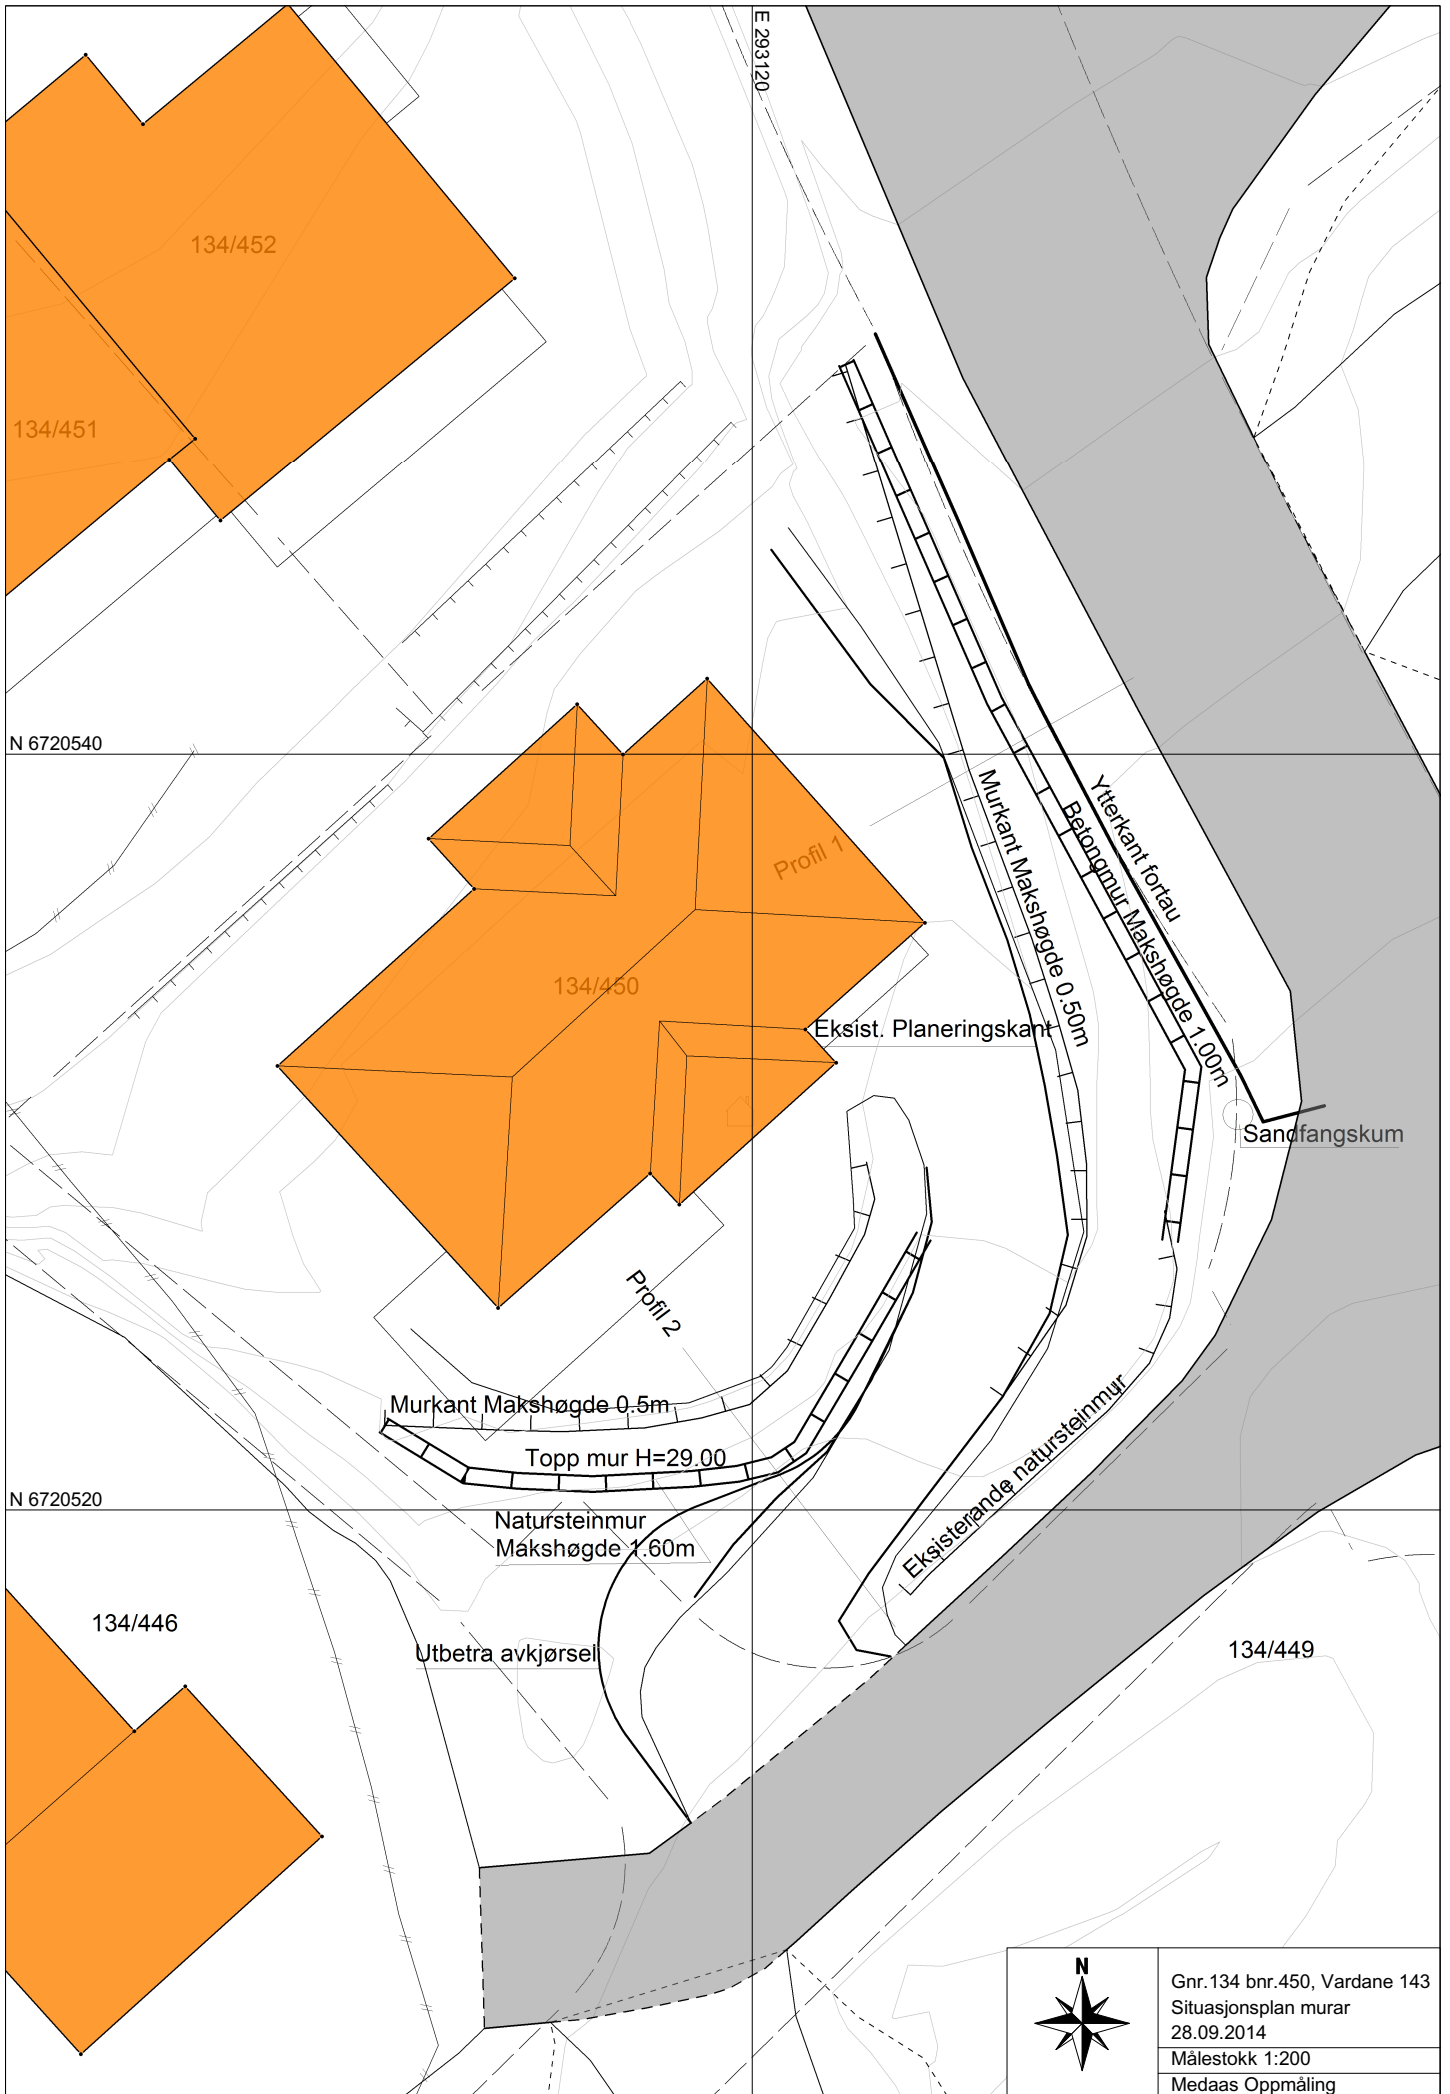 E 293120
134/452
134/451
N 6720540
Murkant Makshøgde 0.50m
Ytterkant fortau
Betongmur Makshøgde 1.00m
Profil 1
134/450
Eksist. Planeringskant
Sandfangskum
Profil 2
Murkant Makshøgde 0.5m
Topp mur H=29.00
N 6720520
Natursteinmur
Makshøgde 1.60m
Eksisterande natursteinmur
134/446
Utbetra avkjørsel
134/449
N
Gnr.134 bnr.450, Vardane 143
Situasjonsplan murar
28.09.2014
Målestokk 1:200
Medaas Oppmåling